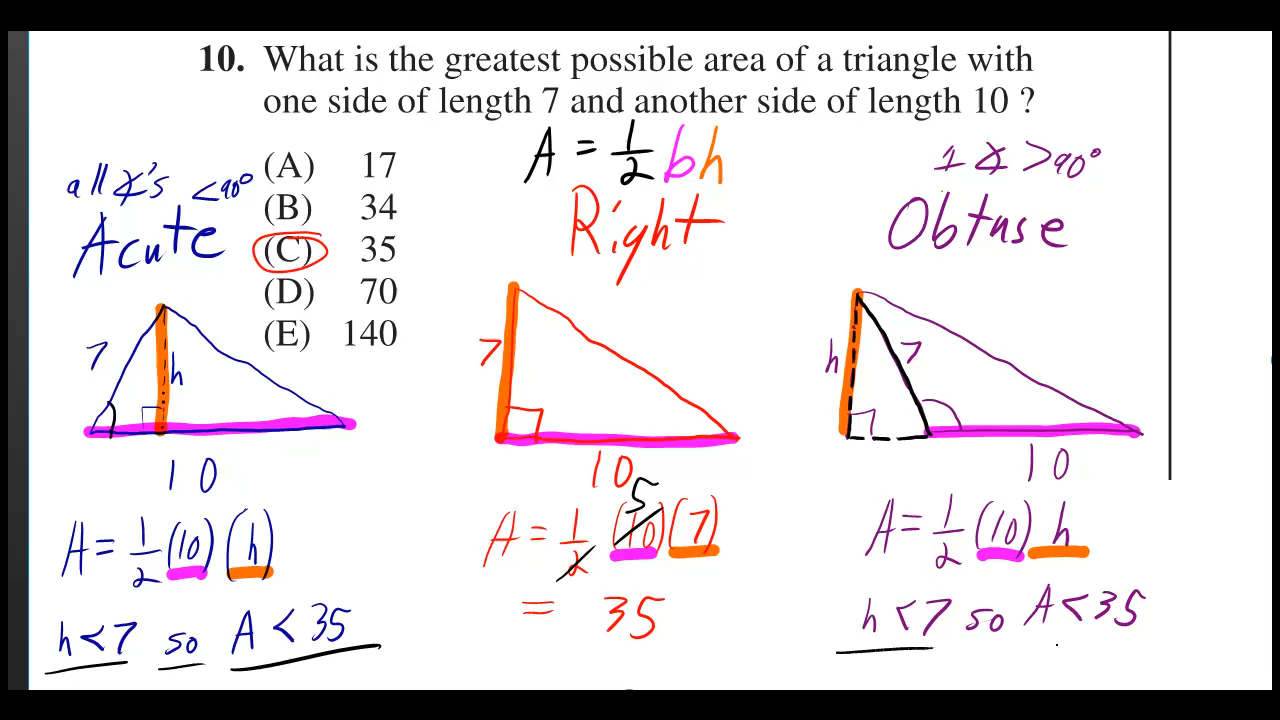 10. What is the greatest possible area of a triangle with
one side of length 7 and another side of length 10 ?
(A) 17
(B) 34
(C) 35
(D) 70
(E) 140
A = 1/2 bh
all ∡'s < 90°
Acute
Right
1 ∡ > 90°
Obtuse
7
h
10
7
10
h
7
10
A = 1/2 (10)(h)
h < 7 so A < 35
5
A = 1/2 (10)(7)
= 35
A = 1/2 (10) h
h < 7 so A < 35